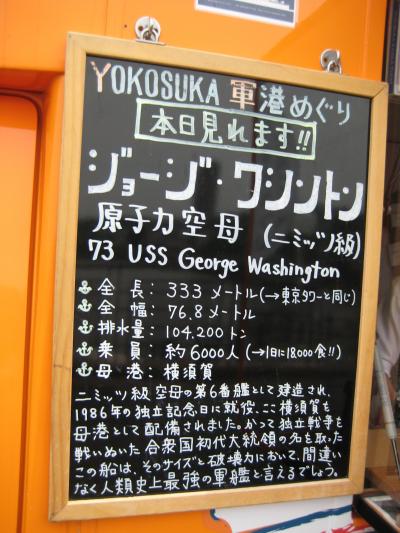 YOKOSUKA 軍港めぐり
本日見れます!!
ジョージ・ワシントン
原子力空母 (ニミッツ級)
73 USS George Washington
全長: 333メートル(→東京タワーと同じ)
全幅: 76.8メートル
排水量: 104.200トン
乗員: 約6000人(→1日に18,000食!!)
母港: 横須賀
ニミッツ級空母の第6番艦として建造され、
1986年の独立記念日に就役。ここ横須賀を
母港として配備されました。かつて独立戦争を
戦いぬいた合衆国初代大統領の名を取った
この船は、そのサイズと破壊力において、間違い
なく人類史上最強の軍艦と言えるでしょう。